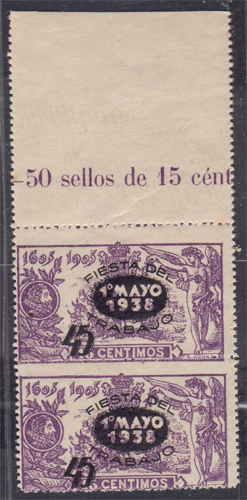 -50 sellos de 15 cént
1605 1905
FIESTA DEL
1º MAYO
1938
TRABAJO
45
CENTIMOS
1605 1905
FIESTA DEL
1º MAYO
1938
TRABAJO
45
CENTIMOS